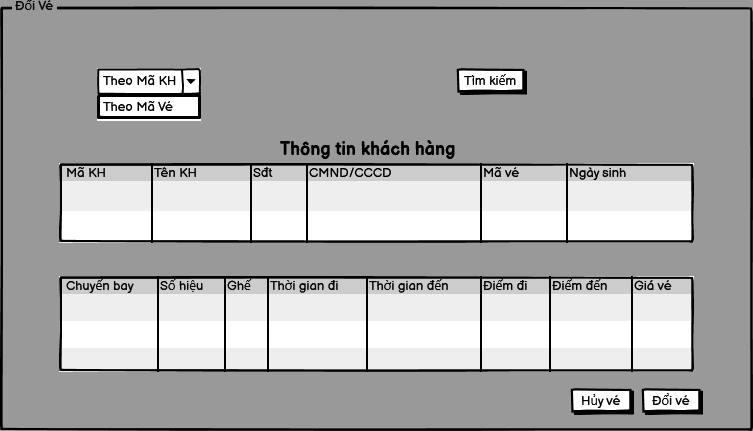 Đổi Vé
Theo Mã KH
Tìm kiếm
Theo Mã Vé
Thông tin khách hàng
Mã KH Tên KH Sđt CMND/CCCD Mã vé Ngày sinh
Chuyến bay Số hiệu Ghế Thời gian đi Thời gian đến Điểm đi Điểm đến Giá vé
Hủy vé Đổi vé